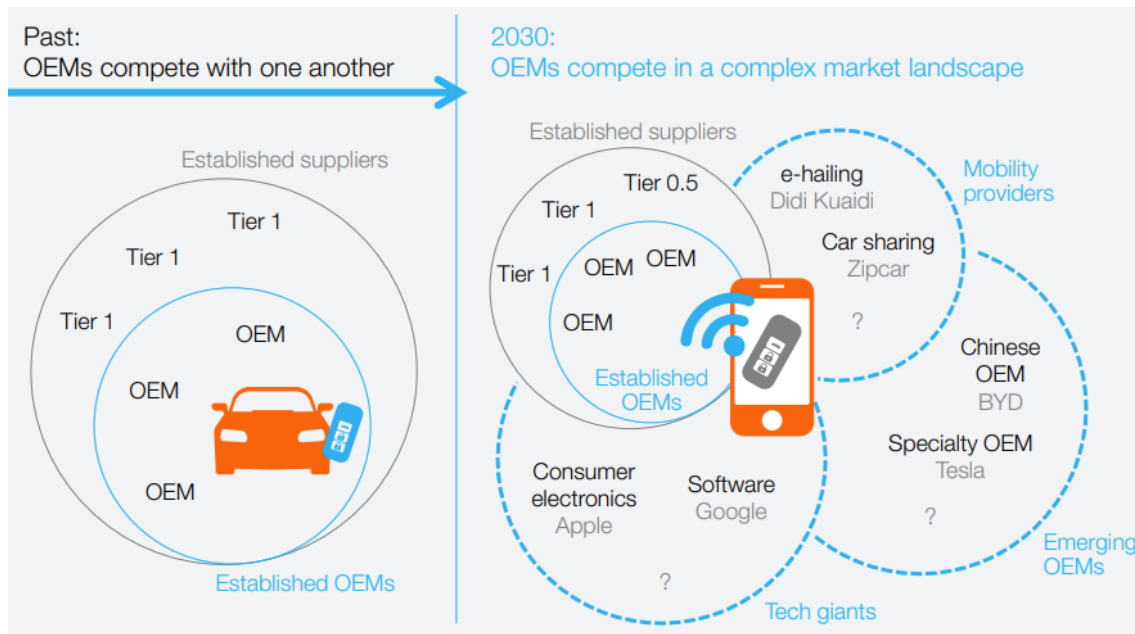 Past:
OEMs compete with one another
Established suppliers
Tier 1
Tier 1
Tier 1
OEM
OEM
OEM
Established OEMs
2030:
OEMs compete in a complex market landscape
Established suppliers
Tier 0.5
Tier 1
Tier 1
OEM
OEM
OEM
Established
OEMs
e-hailing
Didi Kuaidi
Car sharing
Zipcar
?
Mobility
providers
Chinese
OEM
BYD
Specialty OEM
Tesla
?
Emerging
OEMs
Consumer
electronics
Apple
Software
Google
?
Tech giants